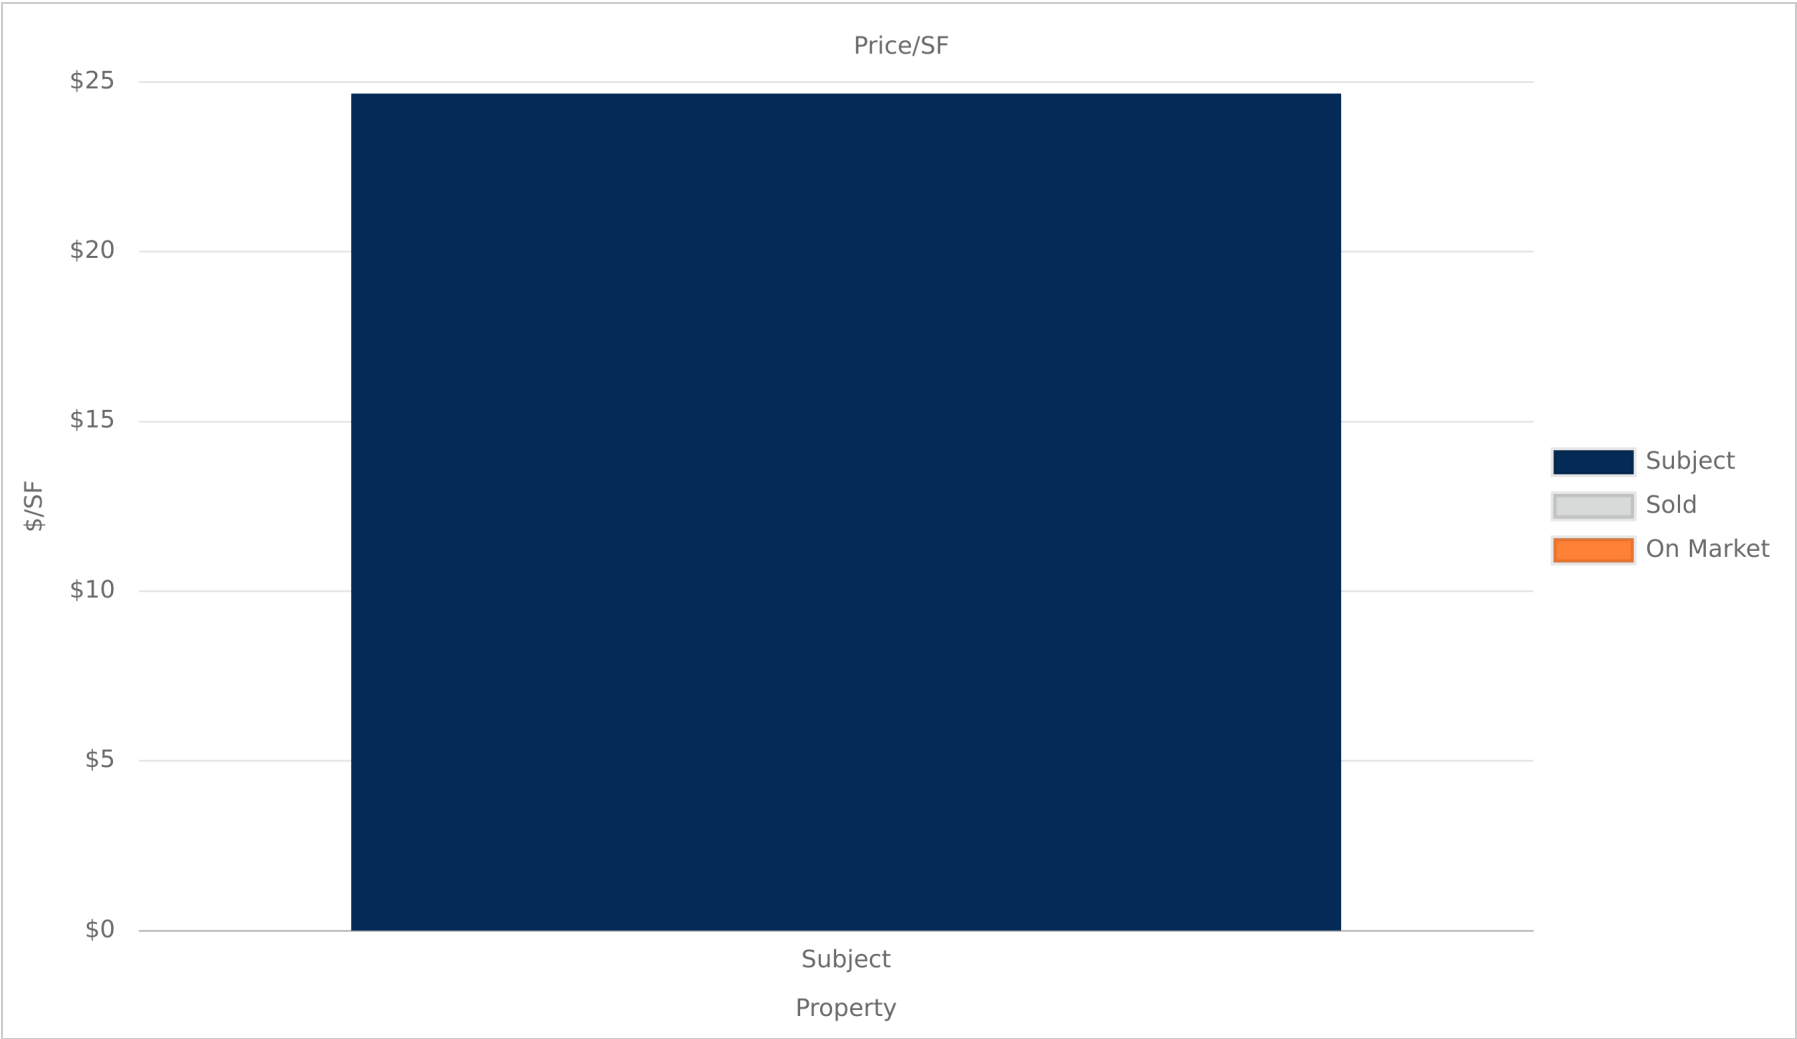 Price/SF
$25
$20
$15
$10
$5
$0
$/SF
Subject
Property
Subject
Sold
On Market